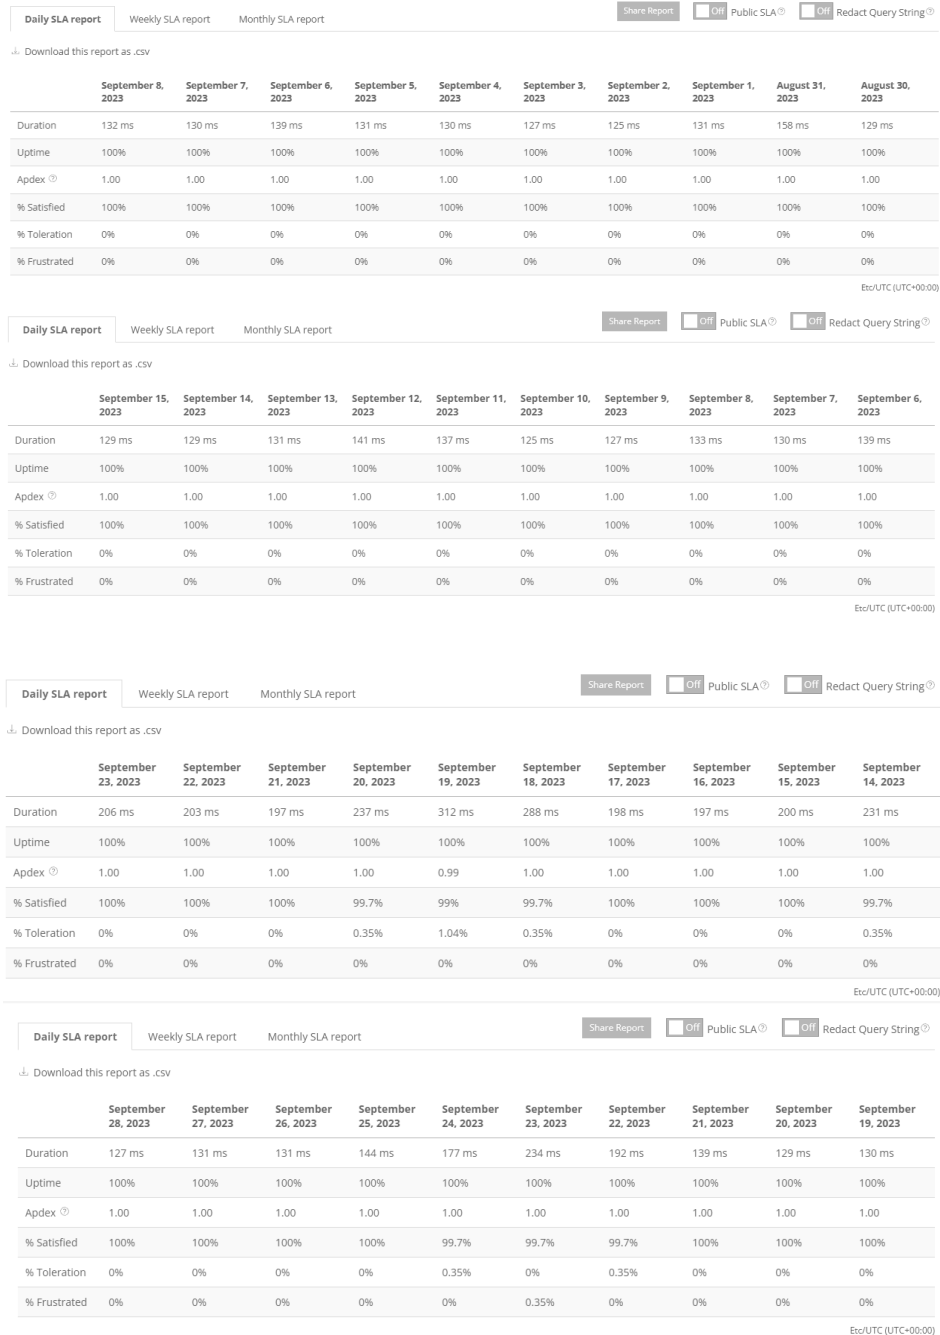 Daily SLA report Weekly SLA report Monthly SLA report Share Report Off Public SLA Off Redact Query String
Download this report as .csv
September 8, September 7, September 6, September 5, September 4, September 3, September 2, September 1, August 31, August 30,
2023 2023 2023 2023 2023 2023 2023 2023 2023 2023
Duration 132 ms 130 ms 139 ms 131 ms 130 ms 127 ms 125 ms 131 ms 158 ms 129 ms
Uptime 100% 100% 100% 100% 100% 100% 100% 100% 100% 100%
Apdex 1.00 1.00 1.00 1.00 1.00 1.00 1.00 1.00 1.00 1.00
% Satisfied 100% 100% 100% 100% 100% 100% 100% 100% 100% 100%
% Toleration 0% 0% 0% 0% 0% 0% 0% 0% 0% 0%
% Frustrated 0% 0% 0% 0% 0% 0% 0% 0% 0% 0%
Etc/UTC (UTC+00:00)
Daily SLA report Weekly SLA report Monthly SLA report Share Report Off Public SLA Off Redact Query String
Download this report as .csv
September 15, September 14, September 13, September 12, September 11, September 10, September 9, September 8, September 7, September 6,
2023 2023 2023 2023 2023 2023 2023 2023 2023 2023
Duration 129 ms 129 ms 131 ms 141 ms 137 ms 125 ms 127 ms 133 ms 130 ms 139 ms
Uptime 100% 100% 100% 100% 100% 100% 100% 100% 100% 100%
Apdex 1.00 1.00 1.00 1.00 1.00 1.00 1.00 1.00 1.00 1.00
% Satisfied 100% 100% 100% 100% 100% 100% 100% 100% 100% 100%
% Toleration 0% 0% 0% 0% 0% 0% 0% 0% 0% 0%
% Frustrated 0% 0% 0% 0% 0% 0% 0% 0% 0% 0%
Etc/UTC (UTC+00:00)
Daily SLA report Weekly SLA report Monthly SLA report Share Report Off Public SLA Off Redact Query String
Download this report as .csv
September September September September September September September September September September
23, 2023 22, 2023 21, 2023 20, 2023 19, 2023 18, 2023 17, 2023 16, 2023 15, 2023 14, 2023
Duration 206 ms 203 ms 197 ms 237 ms 312 ms 288 ms 198 ms 197 ms 200 ms 231 ms
Uptime 100% 100% 100% 100% 100% 100% 100% 100% 100% 100%
Apdex 1.00 1.00 1.00 1.00 0.99 1.00 1.00 1.00 1.00 1.00
% Satisfied 100% 100% 100% 99.7% 99% 99.7% 100% 100% 100% 99.7%
% Toleration 0% 0% 0% 0.35% 1.04% 0.35% 0% 0% 0% 0.35%
% Frustrated 0% 0% 0% 0% 0% 0% 0% 0% 0% 0%
Etc/UTC (UTC+00:00)
Daily SLA report Weekly SLA report Monthly SLA report Share Report Off Public SLA Off Redact Query String
Download this report as .csv
September September September September September September September September September September
28, 2023 27, 2023 26, 2023 25, 2023 24, 2023 23, 2023 22, 2023 21, 2023 20, 2023 19, 2023
Duration 127 ms 131 ms 131 ms 144 ms 177 ms 234 ms 192 ms 139 ms 129 ms 130 ms
Uptime 100% 100% 100% 100% 100% 100% 100% 100% 100% 100%
Apdex 1.00 1.00 1.00 1.00 1.00 1.00 1.00 1.00 1.00 1.00
% Satisfied 100% 100% 100% 100% 99.7% 99.7% 99.7% 100% 100% 100%
% Toleration 0% 0% 0% 0% 0.35% 0% 0.35% 0% 0% 0%
% Frustrated 0% 0% 0% 0% 0% 0.35% 0% 0% 0% 0%
Etc/UTC (UTC+00:00)